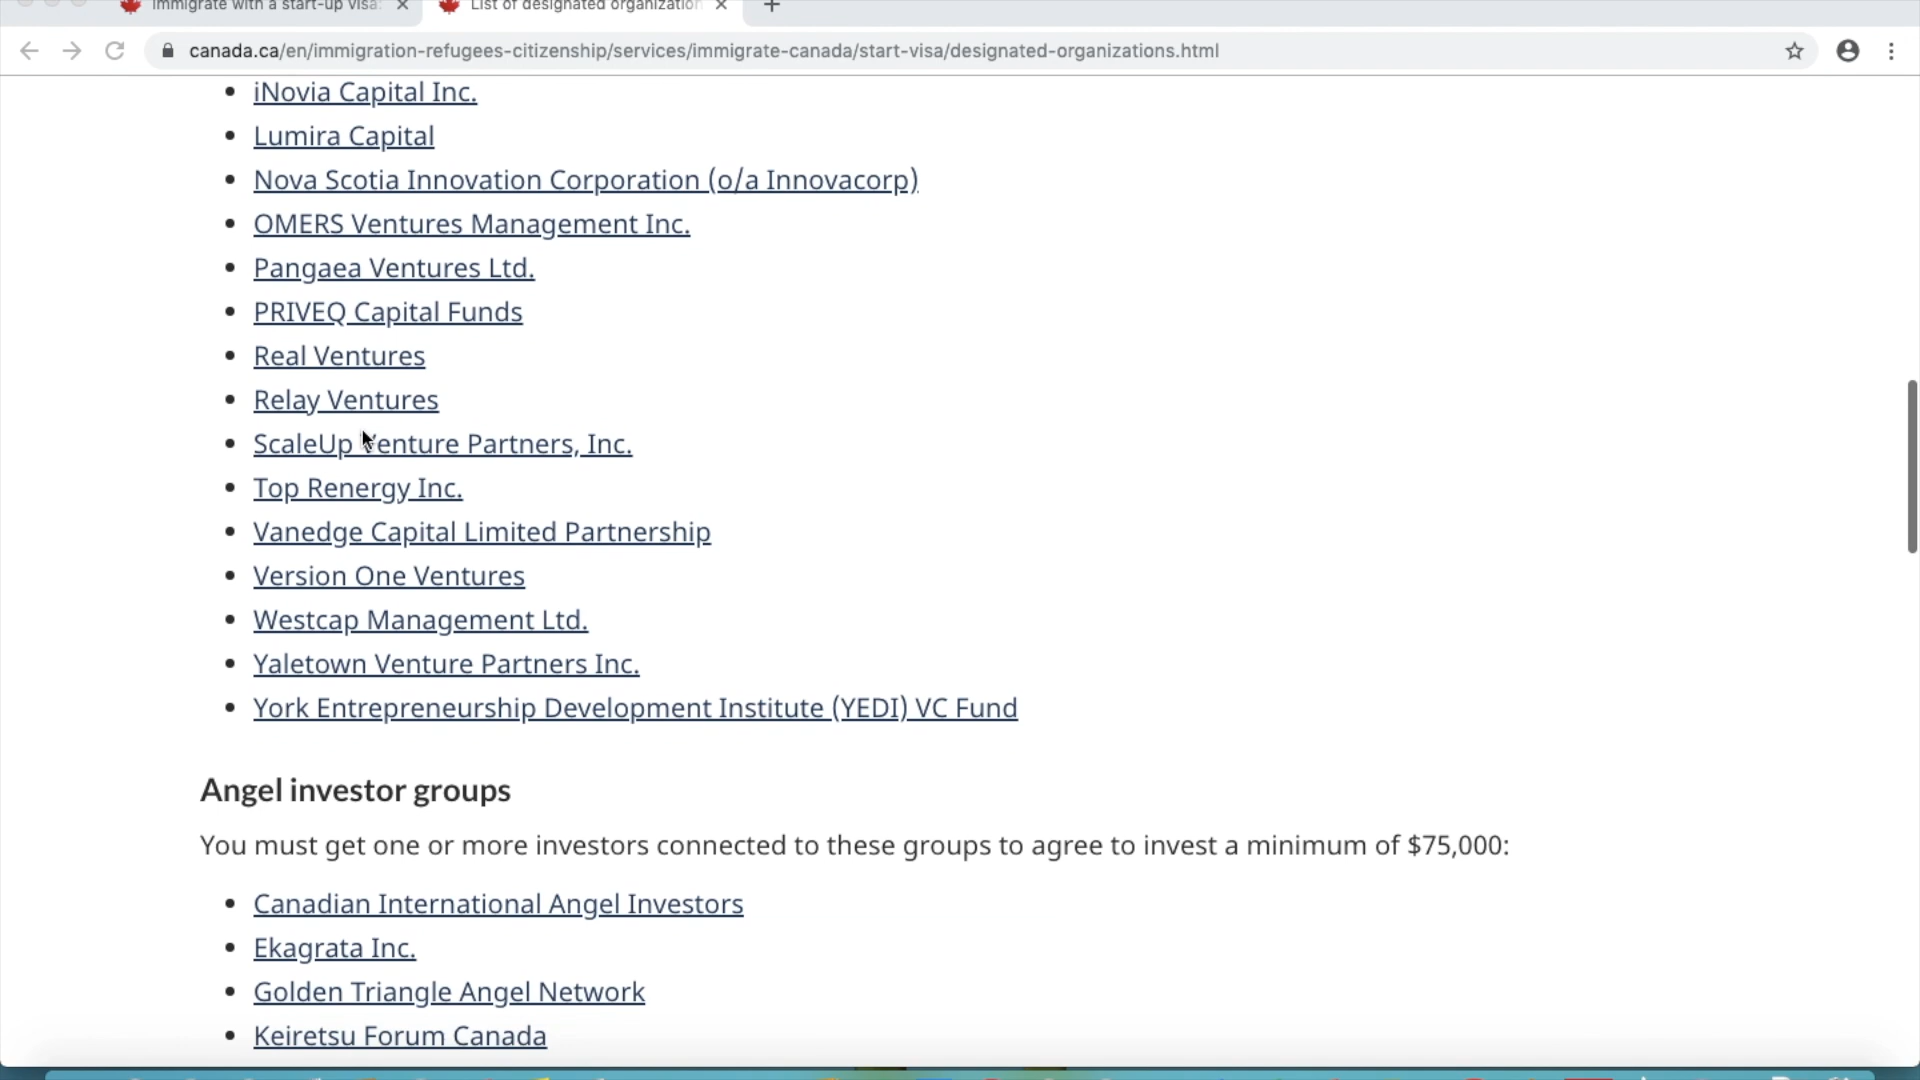 Immigrate with a start-up visa:
List of designated organization
canada.ca/en/immigration-refugees-citizenship/services/immigrate-canada/start-visa/designated-organizations.html
iNovia Capital Inc.
Lumira Capital
Nova Scotia Innovation Corporation (o/a Innovacorp)
OMERS Ventures Management Inc.
Pangaea Ventures Ltd.
PRIVEQ Capital Funds
Real Ventures
Relay Ventures
ScaleUp Venture Partners, Inc.
Top Renergy Inc.
Vanedge Capital Limited Partnership
Version One Ventures
Westcap Management Ltd.
Yaletown Venture Partners Inc.
York Entrepreneurship Development Institute (YEDI) VC Fund
Angel investor groups
You must get one or more investors connected to these groups to agree to invest a minimum of $75,000:
Canadian International Angel Investors
Ekagrata Inc.
Golden Triangle Angel Network
Keiretsu Forum Canada